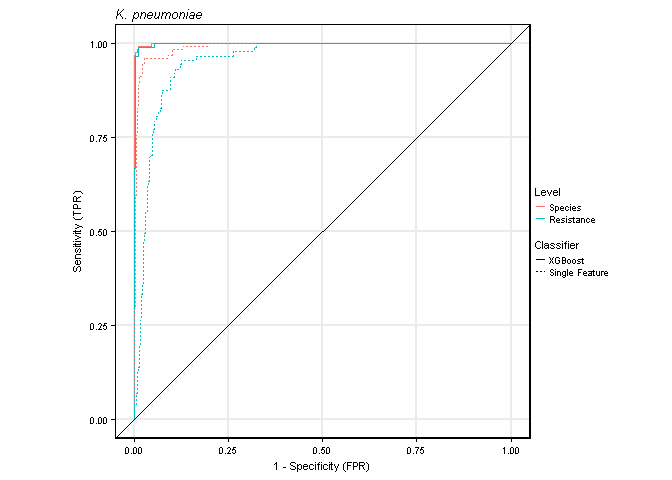 K. pneumoniae
1.00
0.75
0.50
0.25
0.00
Sensitivity (TPR)
0.00 0.25 0.50 0.75 1.00
1 - Specificity (FPR)
Level
Species
Resistance
Classifier
XGBoost
Single Feature